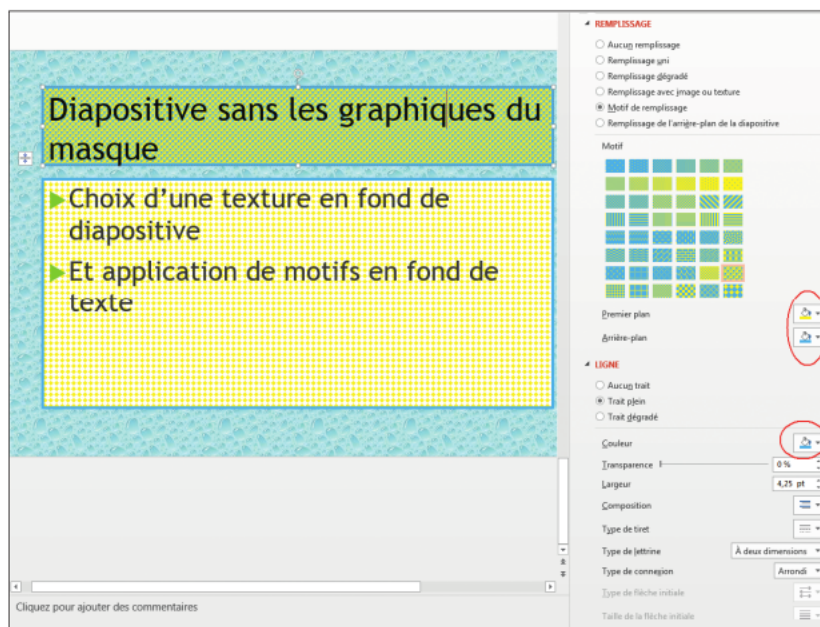 Diapositive sans les graphiques du
masque
Choix d'une texture en fond de
diapositive
Et application de motifs en fond de
texte
Cliquez pour ajouter des commentaires
REMPLISSAGE
Aucun remplissage
Remplissage uni
Remplissage dégradé
Remplissage avec image ou texture
Motif de remplissage
Remplissage de l'arrière-plan de la diapositive
Motif
Premier plan
Arrière-plan
LIGNE
Aucun trait
Trait plein
Trait dégradé
Couleur
Transparence 0 %
Largeur 4,25 pt
Composition
Type de tiret
Type de lettrine À deux dimensions
Type de connexion Arrondi
Type de flèche initiale
Taille de la flèche initiale